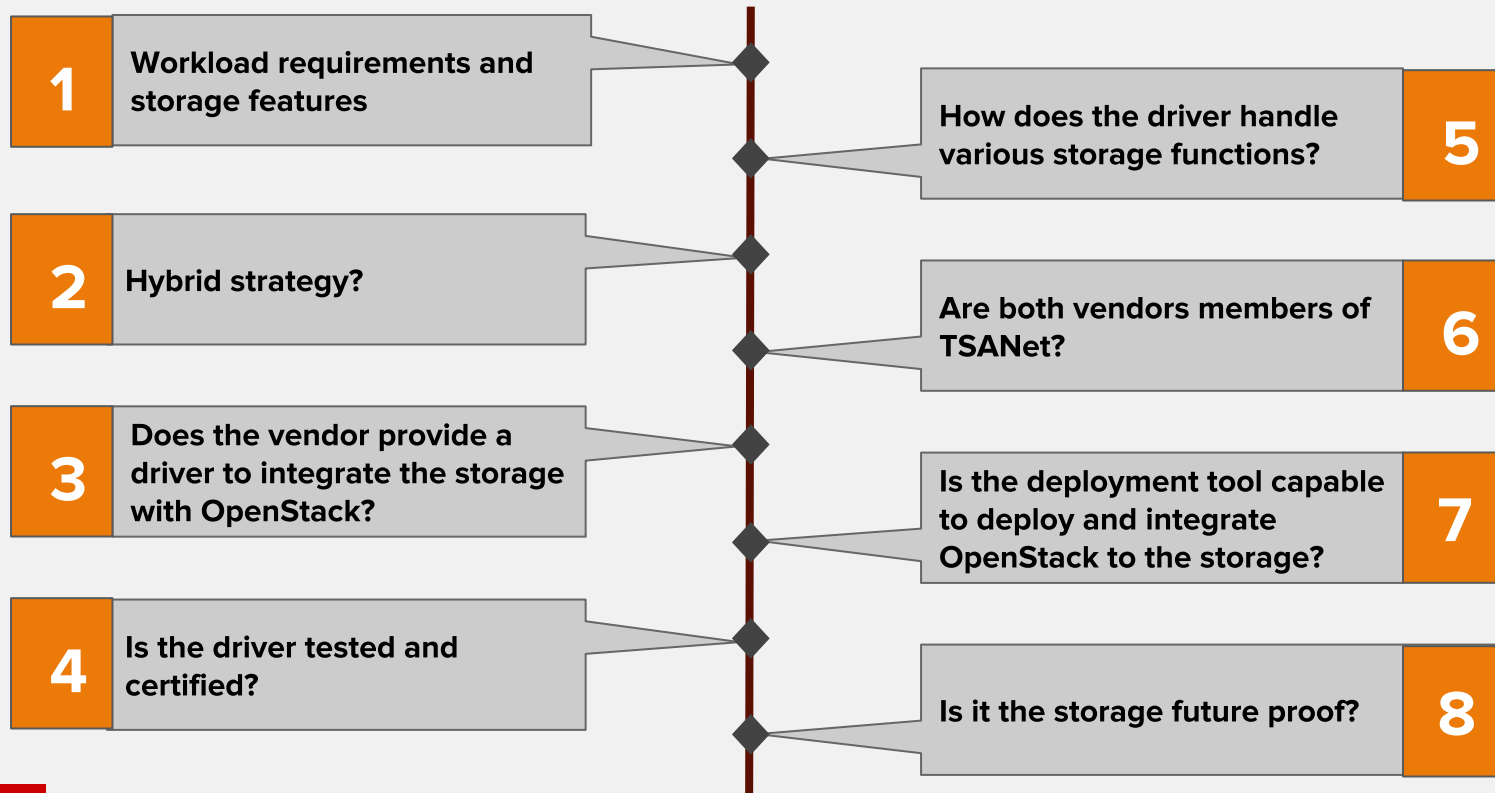 1
Workload requirements and
storage features
2
Hybrid strategy?
3
Does the vendor provide a
driver to integrate the storage
with OpenStack?
4
Is the driver tested and
certified?
5
How does the driver handle
various storage functions?
6
Are both vendors members of
TSANet?
7
Is the deployment tool capable
to deploy and integrate
OpenStack to the storage?
8
Is it the storage future proof?